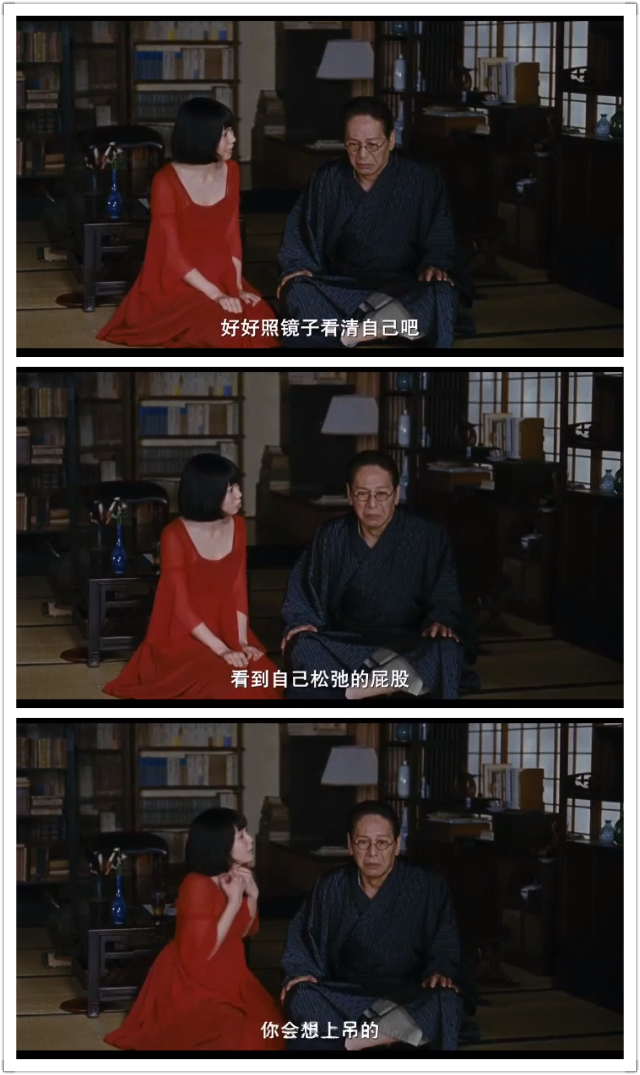 好好照镜子看清自己吧
看到自己松弛的屁股
你会想上吊的